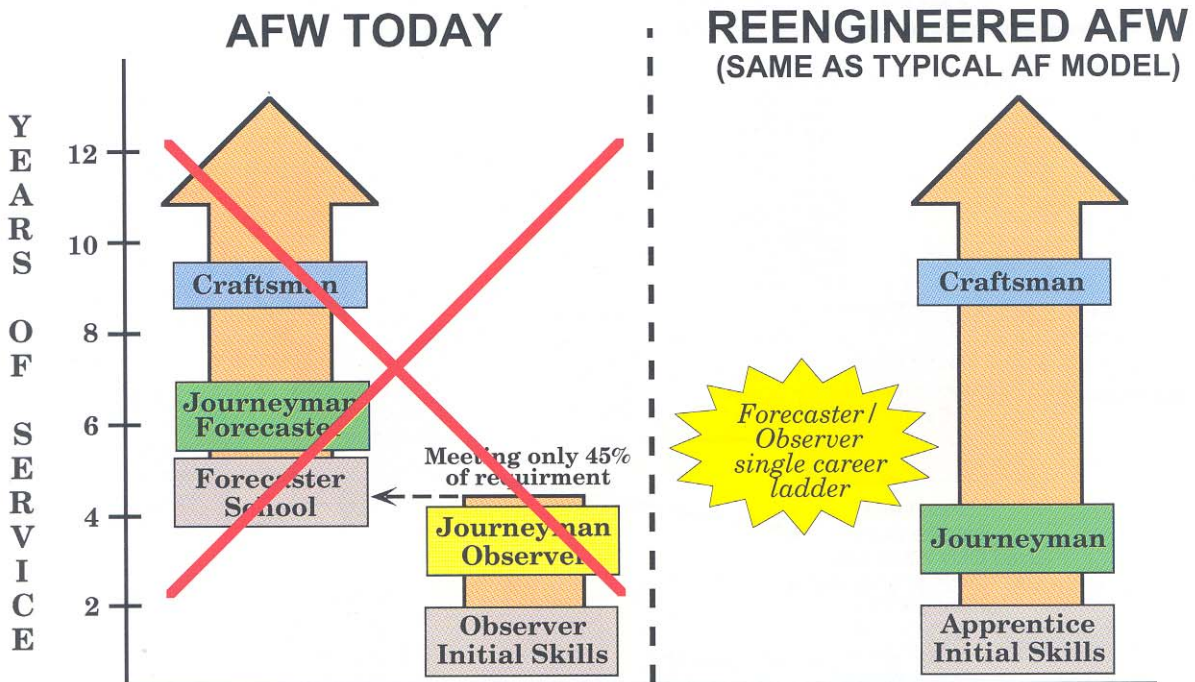 AFW TODAY
REENGINEERED AFW
(SAME AS TYPICAL AF MODEL)
YEARS OF SERVICE
12
10
8
6
4
2
Craftsman
Journeyman
Forecaster
Forecaster
School
Meeting only 45%
of requirment
Journeyman
Observer
Observer
Initial Skills
Forecaster /
Observer
single career
ladder
Craftsman
Journeyman
Apprentice
Initial Skills